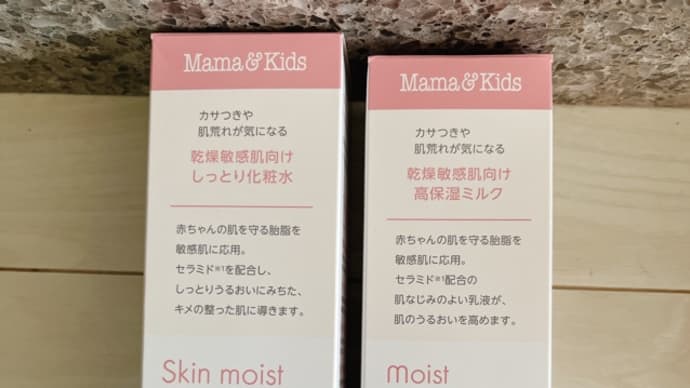 Mama&Kids
カサつきや
肌荒れが気になる
乾燥敏感肌向け
しっとり化粧水
赤ちゃんの肌を守る胎脂を
敏感肌に応用。
セラミド※1を配合し、
しっとりうるおいにみちた、
キメの整った肌に導きます。
Skin moist
Mama&Kids
カサつきや
肌荒れが気になる
乾燥敏感肌向け
高保湿ミルク
赤ちゃんの肌を守る胎脂を
敏感肌に応用。
セラミド※1配合の
肌なじみのよい乳液が、
肌のうるおいを高めます。
moist